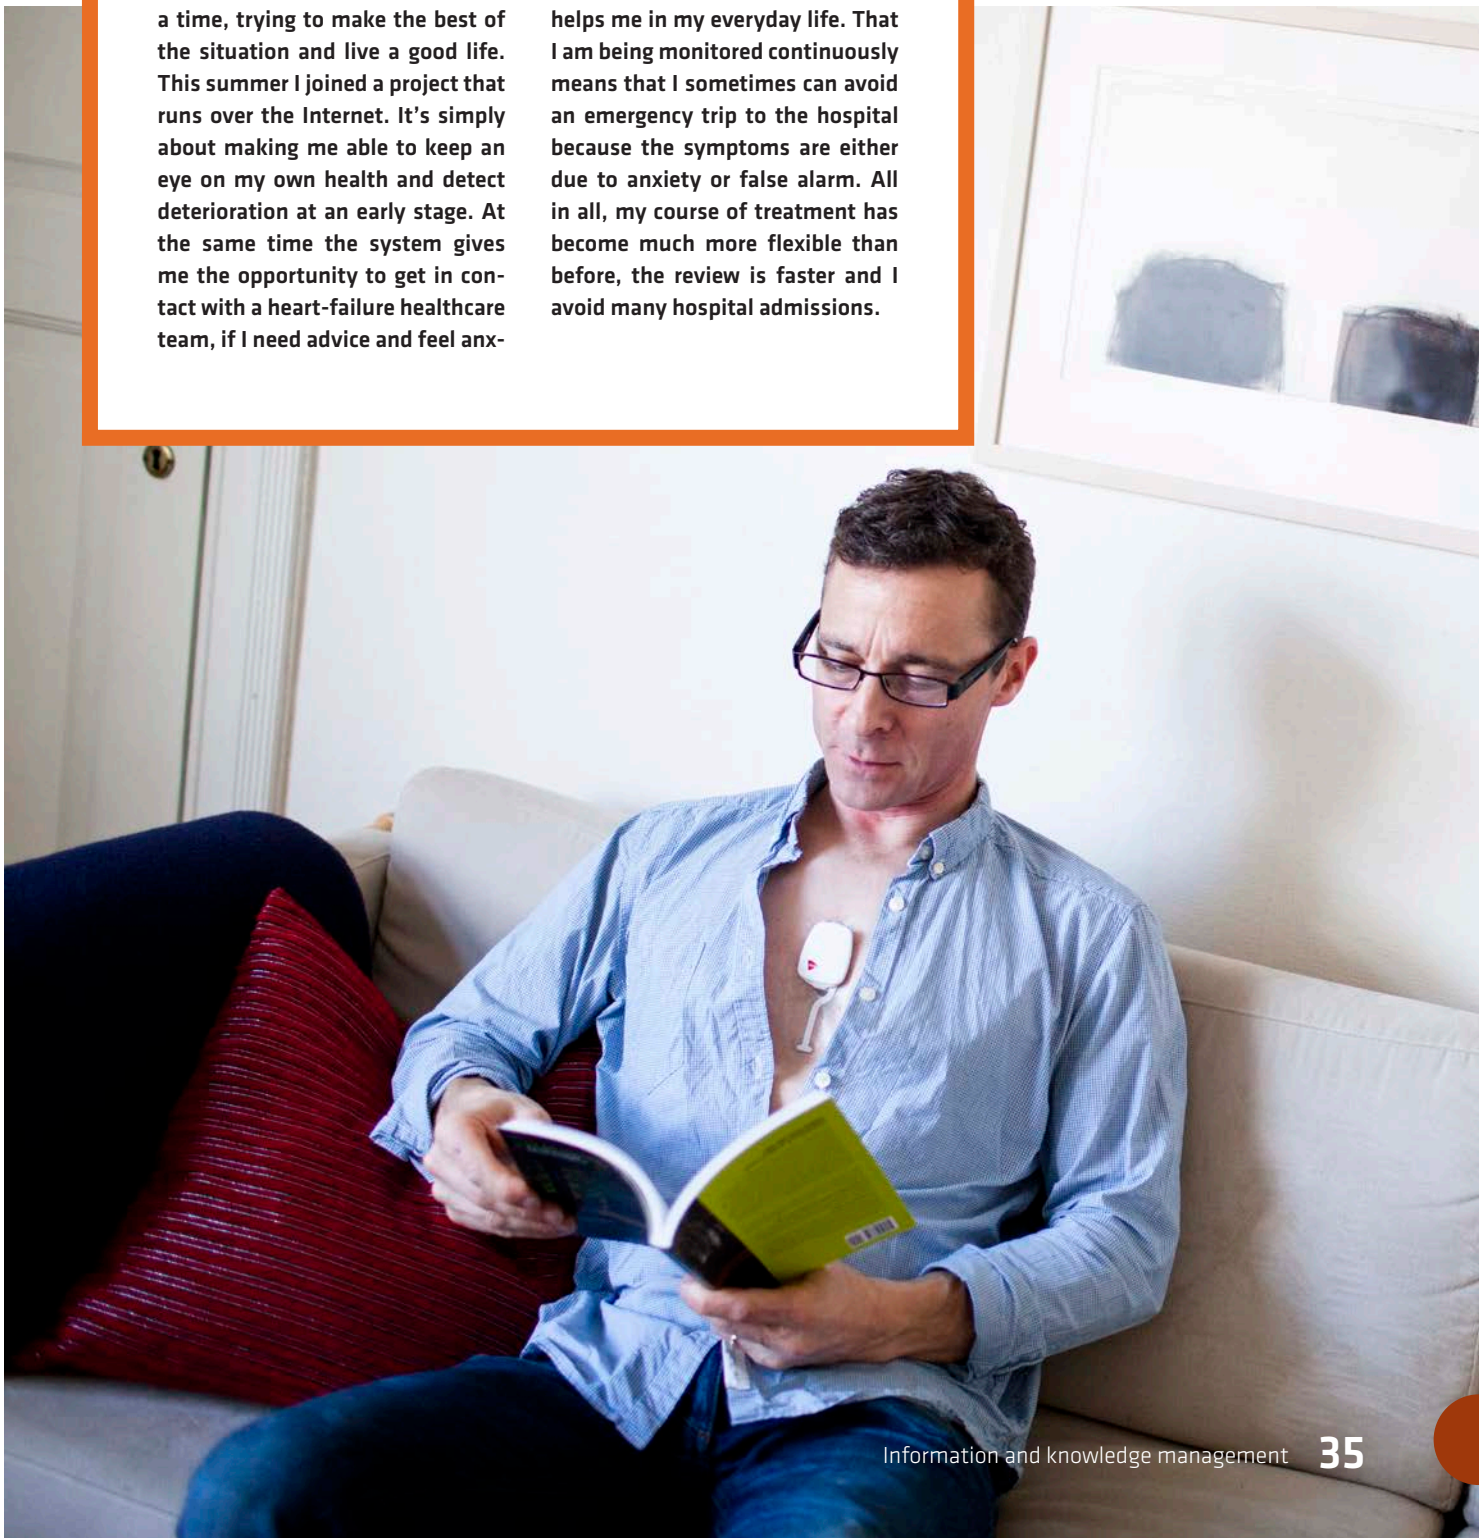 a time, trying to make the best of
the situation and live a good life.
This summer I joined a project that
runs over the Internet. It's simply
about making me able to keep an
eye on my own health and detect
deterioration at an early stage. At
the same time the system gives
me the opportunity to get in con-
tact with a heart-failure healthcare
team, if I need advice and feel anx-
helps me in my everyday life. That
I am being monitored continuously
means that I sometimes can avoid
an emergency trip to the hospital
because the symptoms are either
due to anxiety or false alarm. All
in all, my course of treatment has
become much more flexible than
before, the review is faster and I
avoid many hospital admissions.
Information and knowledge management 35